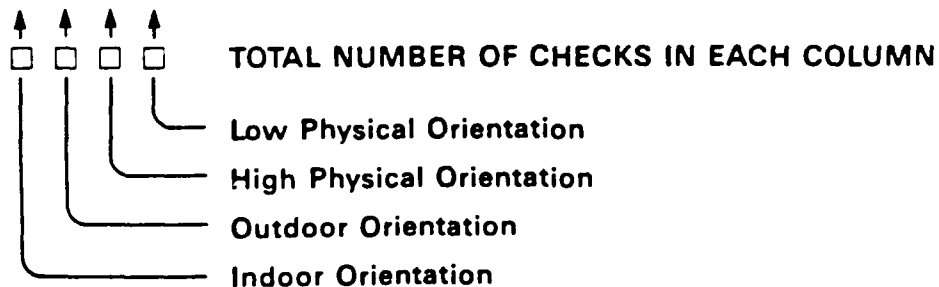 TOTAL NUMBER OF CHECKS IN EACH COLUMN
Low Physical Orientation
High Physical Orientation
Outdoor Orientation
Indoor Orientation